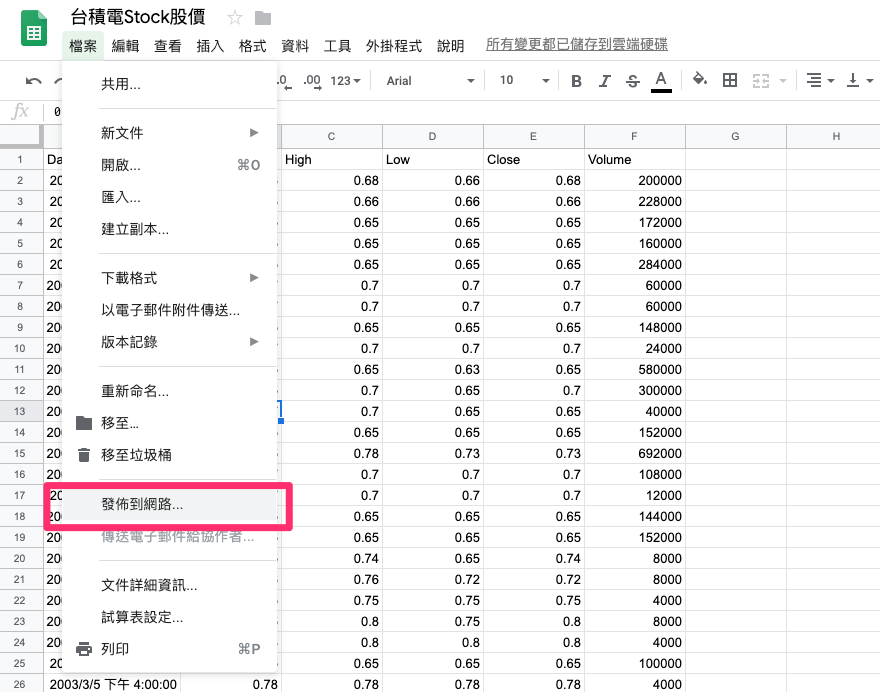 台積電Stock股價
檔案 編輯 查看 插入 格式 資料 工具 外掛程式 說明 所有變更都已儲存到雲端硬碟
.0 .00 123 Arial 10 B I S A
fx 0
共用...
新文件
開啟... ⌘O
匯入...
建立副本...
下載格式
以電子郵件附件傳送...
版本記錄
重新命名...
移至...
移至垃圾桶
發佈到網路...
傳送電子郵件給協作者...
文件詳細資訊...
試算表設定...
列印 ⌘P
C D E F G H
1 Da High Low Close Volume
2 20 0.68 0.66 0.68 200000
3 20 0.66 0.66 0.66 228000
4 20 0.65 0.65 0.65 172000
5 20 0.65 0.65 0.65 160000
6 20 0.65 0.65 0.65 284000
7 200 0.7 0.7 0.7 60000
8 200 0.7 0.7 0.7 60000
9 200 0.65 0.65 0.65 148000
10 200 0.7 0.7 0.7 24000
11 200 0.65 0.63 0.65 580000
12 200 0.7 0.65 0.7 300000
13 200 0.7 0.65 0.65 40000
14 200 0.65 0.65 0.65 152000
15 200 0.78 0.73 0.73 692000
16 200 0.7 0.7 0.7 108000
17 20 0.7 0.7 0.7 12000
18 200 0.65 0.65 0.65 144000
19 200 0.65 0.65 0.65 152000
20 200 0.74 0.65 0.74 8000
21 200 0.76 0.72 0.72 8000
22 200 0.75 0.75 0.75 4000
23 200 0.8 0.75 0.8 8000
24 200 0.8 0.8 0.8 4000
25 20 0.65 0.65 0.65 100000
26 2003/3/5 下午 4:00:00 0.78 0.78 0.78 0.78 4000